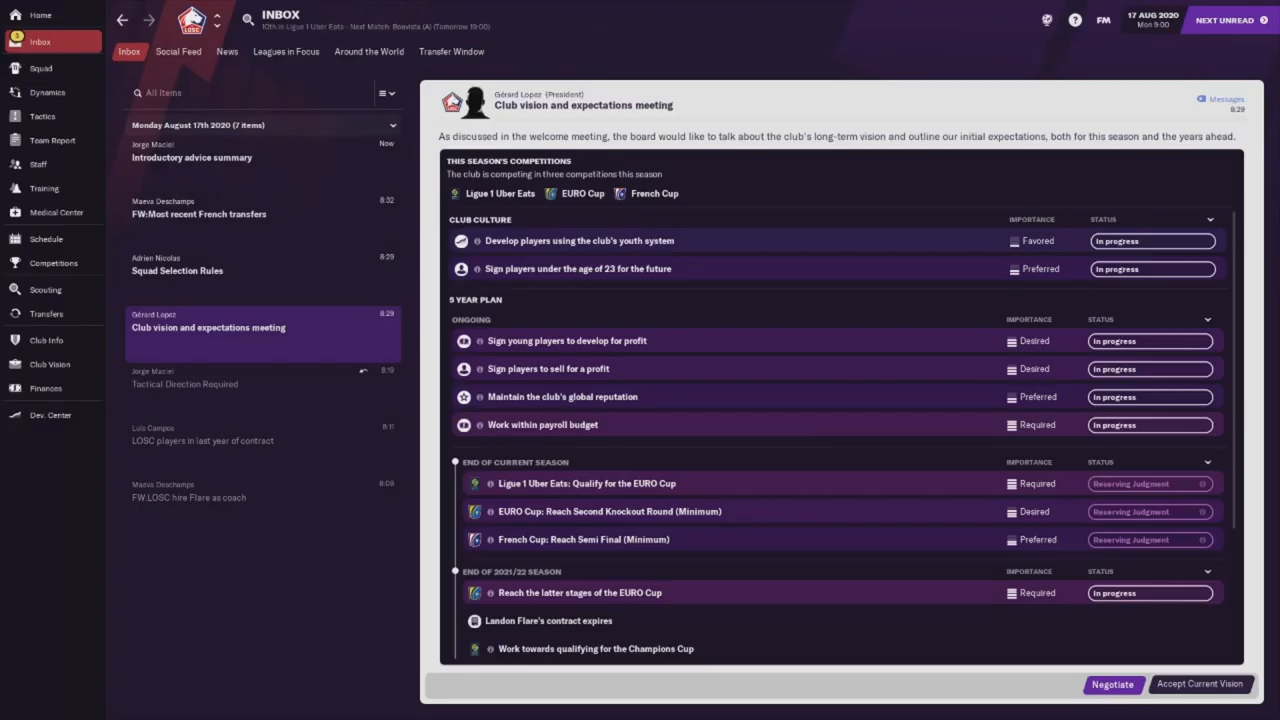 Home
3
Inbox
Squad
Dynamics
Tactics
Team Report
Staff
Training
Medical Center
Schedule
Competitions
Scouting
Transfers
Club Info
Club Vision
Finances
Dev. Center
LOSC
INBOX
10th in Ligue 1 Uber Eats - Next Match: Boavista (A) (Tomorrow 19:00)
?
FM
17 AUG 2020
Mon 9:00
NEXT UNREAD
Inbox
Social Feed
News
Leagues in Focus
Around the World
Transfer Window
All Items
Monday August 17th 2020 (7 items)
Jorge Maciel Now
Introductory advice summary
Maeva Deschamps 8:32
FW:Most recent French transfers
Adrien Nicolas 8:29
Squad Selection Rules
Gérard Lopez 8:29
Club vision and expectations meeting
Jorge Maciel 8:19
Tactical Direction Required
Luís Campos 8:11
LOSC players in last year of contract
Maeva Deschamps 8:08
FW:LOSC hire Flare as coach
Gérard Lopez (President)
Club vision and expectations meeting
Messages
8:29
As discussed in the welcome meeting, the board would like to talk about the club's long-term vision and outline our initial expectations, both for this season and the years ahead.
THIS SEASON'S COMPETITIONS
The club is competing in three competitions this season
Ligue 1 Uber Eats EURO Cup French Cup
CLUB CULTURE IMPORTANCE STATUS
Develop players using the club's youth system Favored In progress
Sign players under the age of 23 for the future Preferred In progress
5 YEAR PLAN
ONGOING IMPORTANCE STATUS
Sign young players to develop for profit Desired In progress
Sign players to sell for a profit Desired In progress
Maintain the club's global reputation Preferred In progress
Work within payroll budget Required In progress
END OF CURRENT SEASON IMPORTANCE STATUS
Ligue 1 Uber Eats: Qualify for the EURO Cup Required Reserving Judgment
EURO Cup: Reach Second Knockout Round (Minimum) Desired Reserving Judgment
French Cup: Reach Semi Final (Minimum) Preferred Reserving Judgment
END OF 2021/22 SEASON IMPORTANCE STATUS
Reach the latter stages of the EURO Cup Required In progress
Landon Flare's contract expires
Work towards qualifying for the Champions Cup
Negotiate
Accept Current Vision